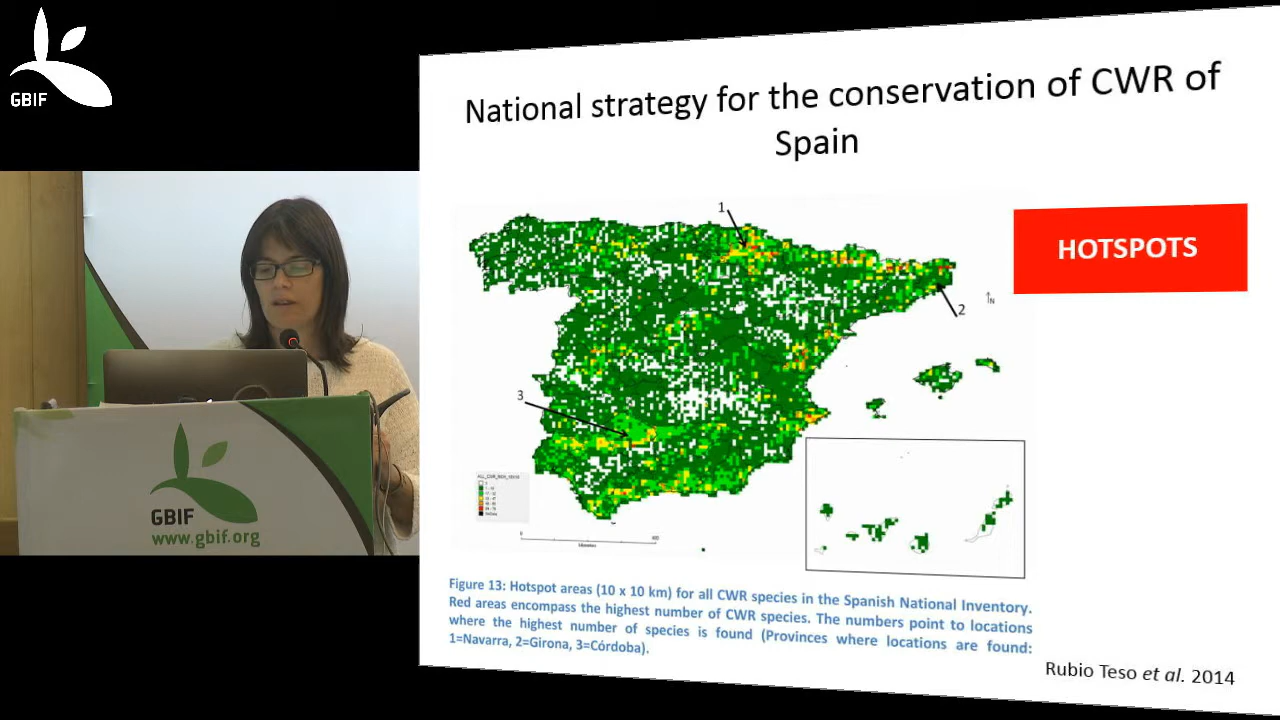 GBIF
National strategy for the conservation of CWR of
Spain
HOTSPOTS
1
2
3
N
Figure 13: Hotspot areas (10 x 10 km) for all CWR species in the Spanish National Inventory.
Red areas encompass the highest number of CWR species. The numbers point to locations
where the highest number of species is found (Provinces where locations are found:
1=Navarra, 2=Girona, 3=Córdoba).
Rubio Teso et al. 2014
GBIF
www.gbif.org